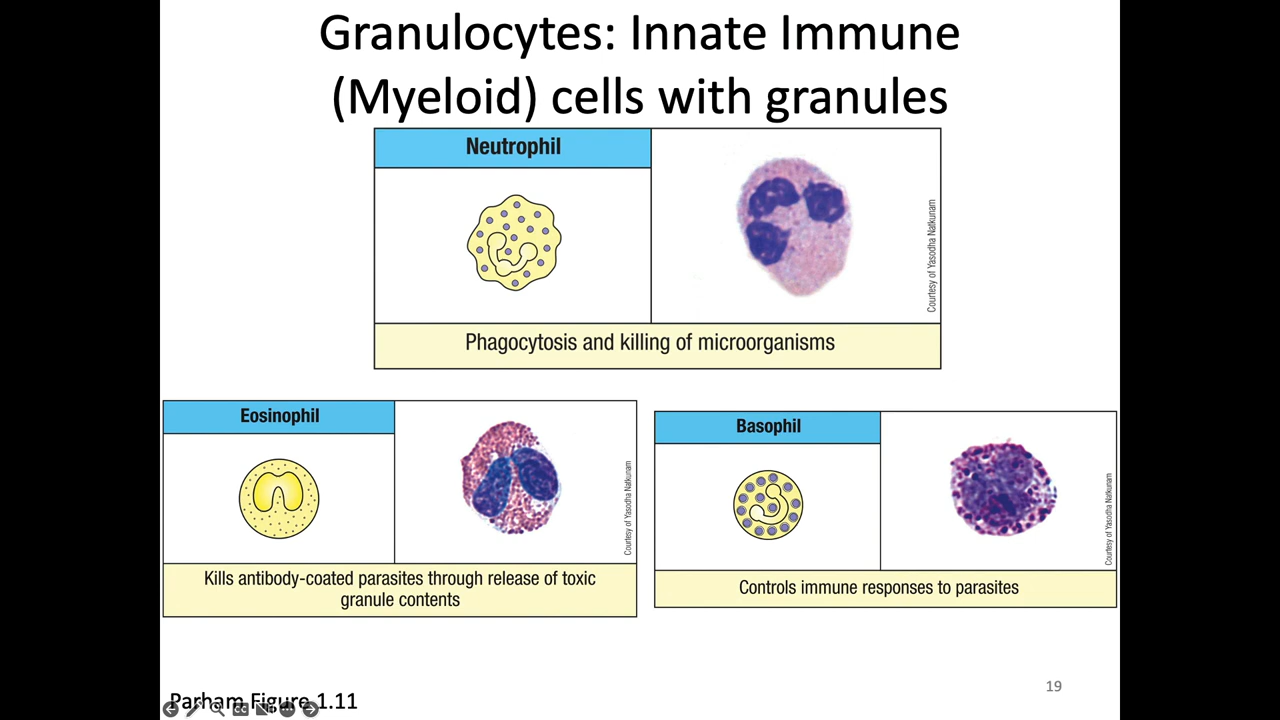 Granulocytes: Innate Immune
(Myeloid) cells with granules
Neutrophil
Courtesy of Yasodha Natkunam
Phagocytosis and killing of microorganisms
Eosinophil
Courtesy of Yasodha Natkunam
Kills antibody-coated parasites through release of toxic
granule contents
Basophil
Courtesy of Yasodha Natkunam
Controls immune responses to parasites
19
Parham Figure 1.11
CC